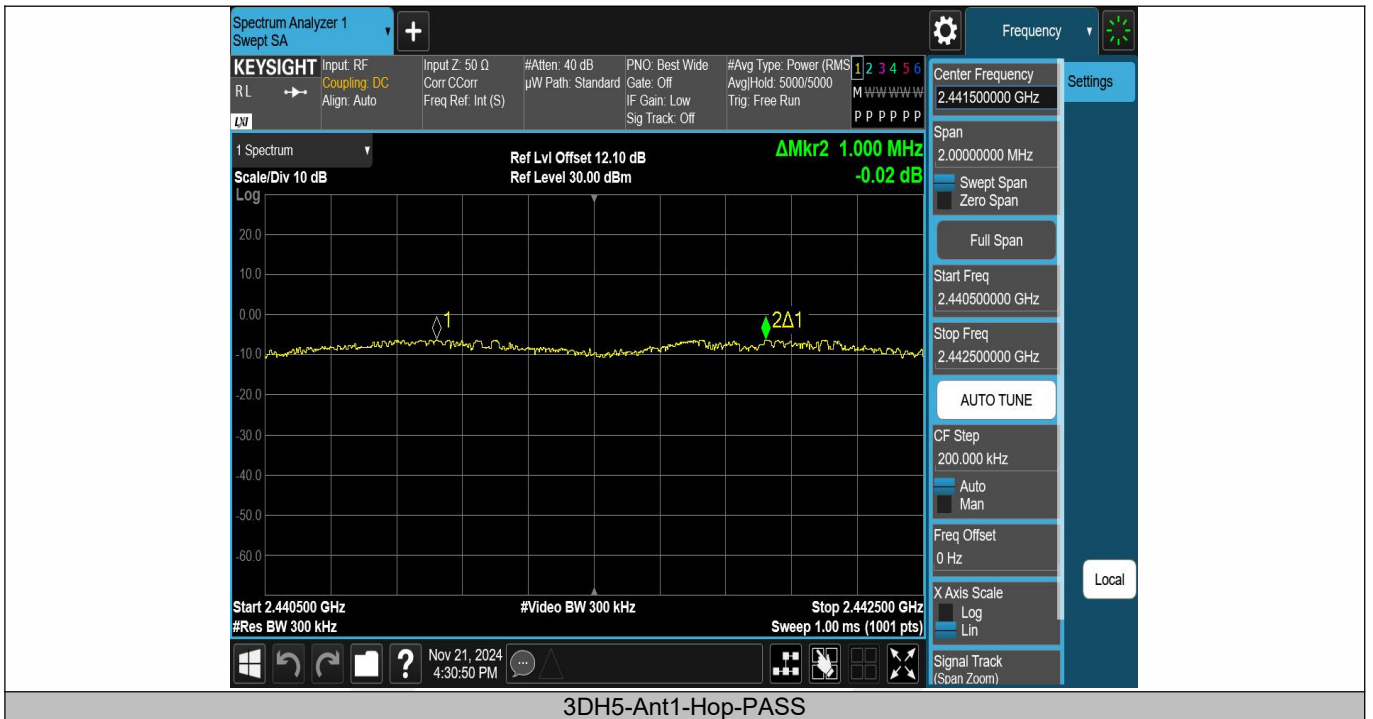 Spectrum Analyzer 1
Swept SA
+
Frequency
KEYSIGHT
RL
LXI
Input: RF
Coupling: DC
Align: Auto
Input Z: 50 Ω
Corr CCorr
Freq Ref: Int (S)
#Atten: 40 dB
µW Path: Standard
PNO: Best Wide
Gate: Off
IF Gain: Low
Sig Track: Off
#Avg Type: Power (RMS
Avg|Hold: 5000/5000
Trig: Free Run
1 2 3 4 5 6
M W W W W W
P P P P P P
1 Spectrum
Scale/Div 10 dB
Log
Ref Lvl Offset 12.10 dB
Ref Level 30.00 dBm
ΔMkr2 1.000 MHz
-0.02 dB
20.0
10.0
0.00
-10.0
-20.0
-30.0
-40.0
-50.0
-60.0
1
2Δ1
Start 2.440500 GHz
#Res BW 300 kHz
#Video BW 300 kHz
Stop 2.442500 GHz
Sweep 1.00 ms (1001 pts)
Center Frequency
2.441500000 GHz
Settings
Span
2.00000000 MHz
Swept Span
Zero Span
Full Span
Start Freq
2.440500000 GHz
Stop Freq
2.442500000 GHz
AUTO TUNE
CF Step
200.000 kHz
Auto
Man
Freq Offset
0 Hz
X Axis Scale
Log
Lin
Local
Signal Track
(Span Zoom)
?
Nov 21, 2024
4:30:50 PM
3DH5-Ant1-Hop-PASS